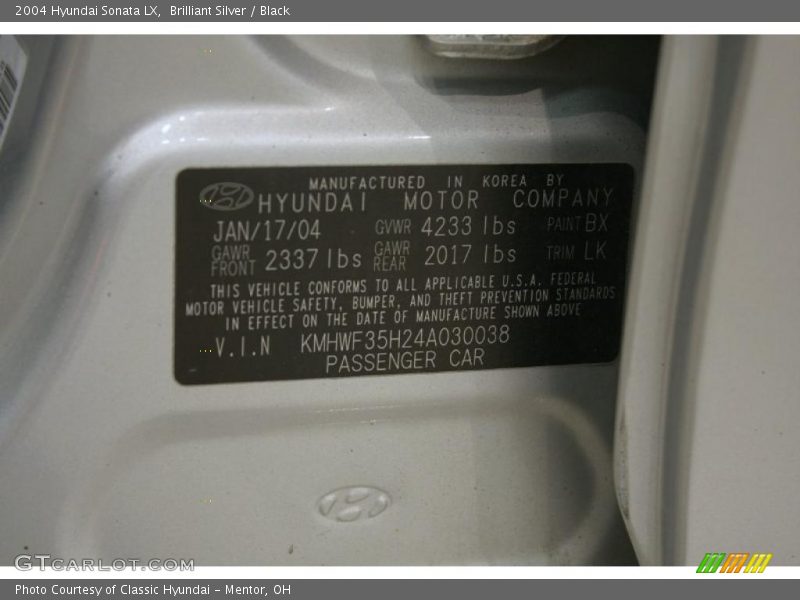 2004 Hyundai Sonata LX,  Brilliant Silver / Black
MANUFACTURED IN KOREA BY
HYUNDAI MOTOR COMPANY
JAN/17/04 GVWR 4233 lbs PAINT BX
GAWR FRONT 2337 lbs GAWR REAR 2017 lbs TRIM LK
THIS VEHICLE CONFORMS TO ALL APPLICABLE U.S.A. FEDERAL
MOTOR VEHICLE SAFETY, BUMPER, AND THEFT PREVENTION STANDARDS
IN EFFECT ON THE DATE OF MANUFACTURE SHOWN ABOVE
V.I.N KMHWF35H24A030038
PASSENGER CAR
GTCARLOT.COM
Photo Courtesy of Classic Hyundai - Mentor, OH